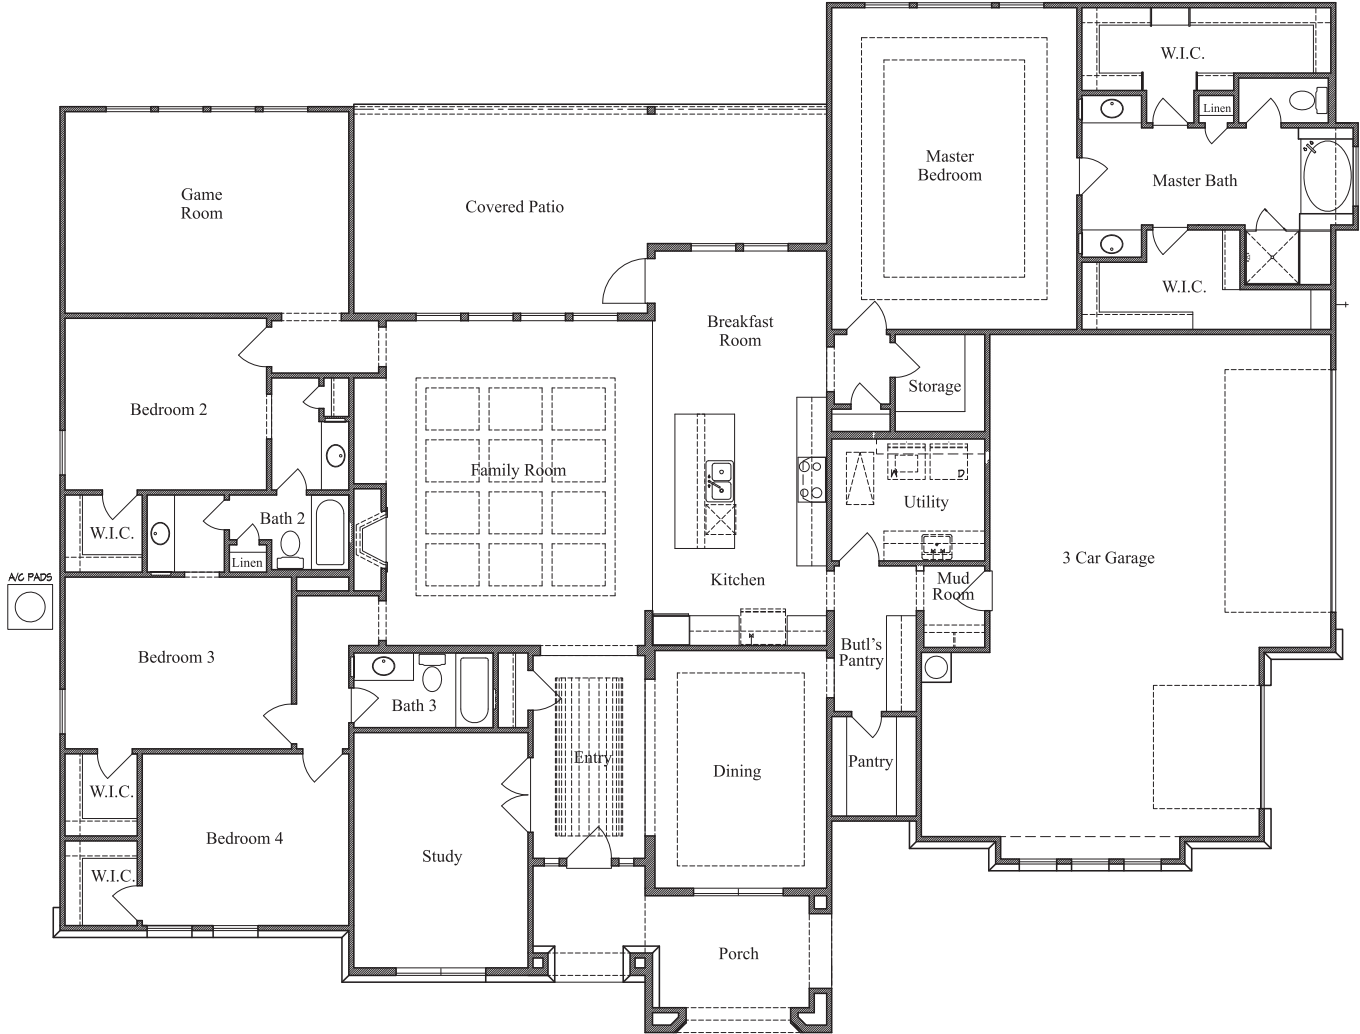 W.I.C.
Linen
Master
Bedroom
Master Bath
Game
Room
Covered Patio
W.I.C.
Breakfast
Room
Storage
Bedroom 2
Family Room
W
D
Utility
W.I.C.
Bath 2
Linen
3 Car Garage
A/C PADS
Kitchen
Mud
Room
Bedroom 3
Butl's
Pantry
Bath 3
Entry
Dining
Pantry
W.I.C.
Bedroom 4
Study
W.I.C.
Porch